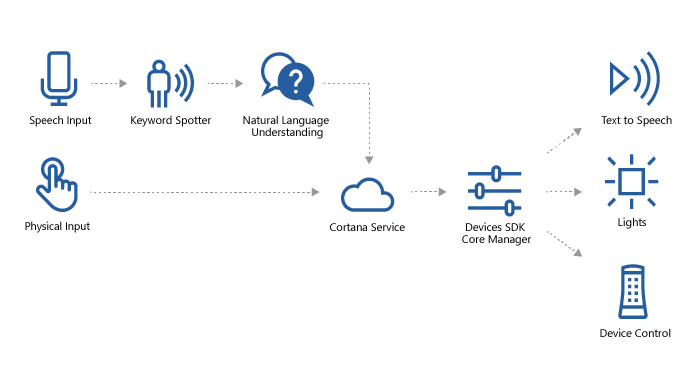 Speech Input
Keyword Spotter
Natural Language
Understanding
Text to Speech
Physical Input
Cortana Service
Devices SDK
Core Manager
Lights
Device Control